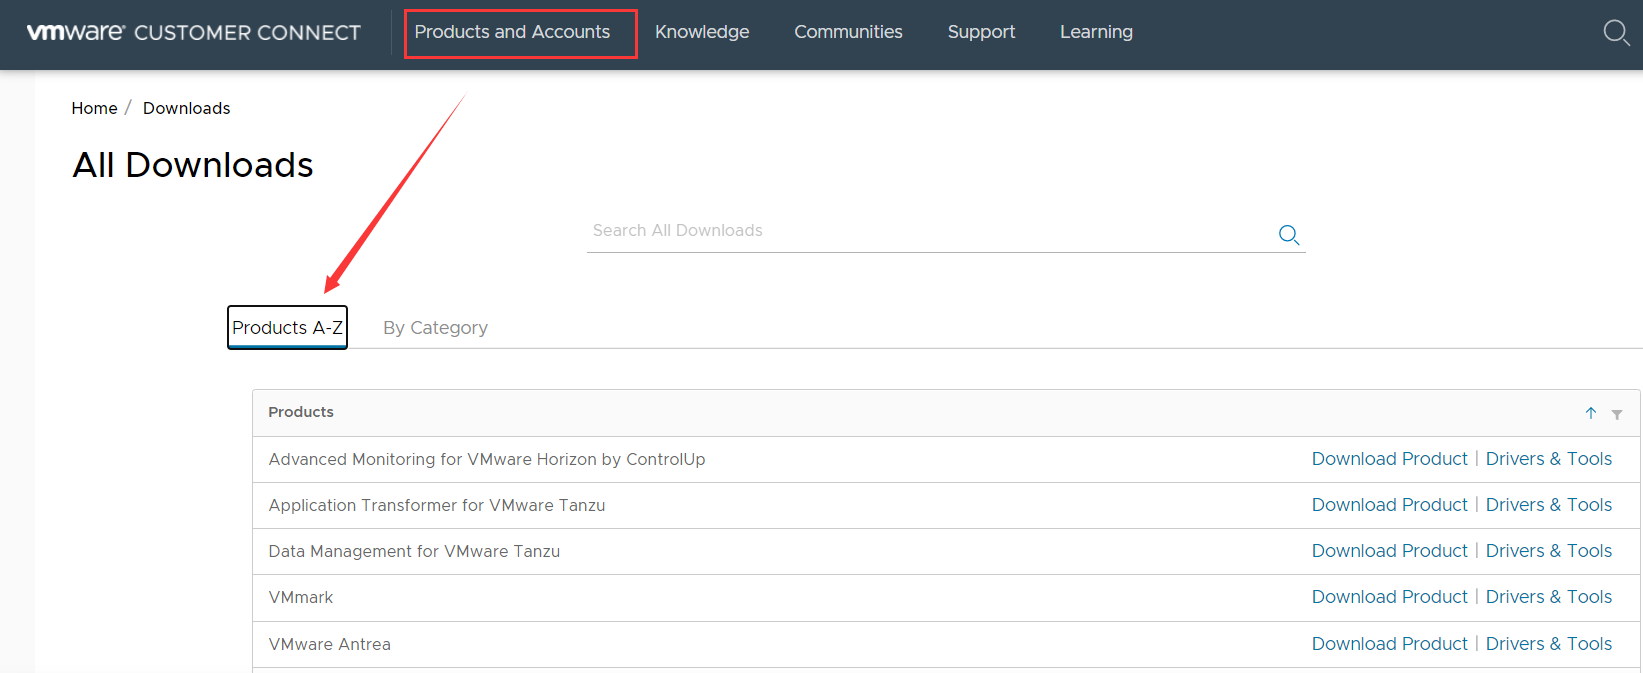 vmware® CUSTOMER CONNECT Products and Accounts Knowledge Communities Support Learning
Home / Downloads
All Downloads
Search All Downloads
Products A-Z By Category
Products
Advanced Monitoring for VMware Horizon by ControlUp Download Product | Drivers & Tools
Application Transformer for VMware Tanzu Download Product | Drivers & Tools
Data Management for VMware Tanzu Download Product | Drivers & Tools
VMmark Download Product | Drivers & Tools
VMware Antrea Download Product | Drivers & Tools